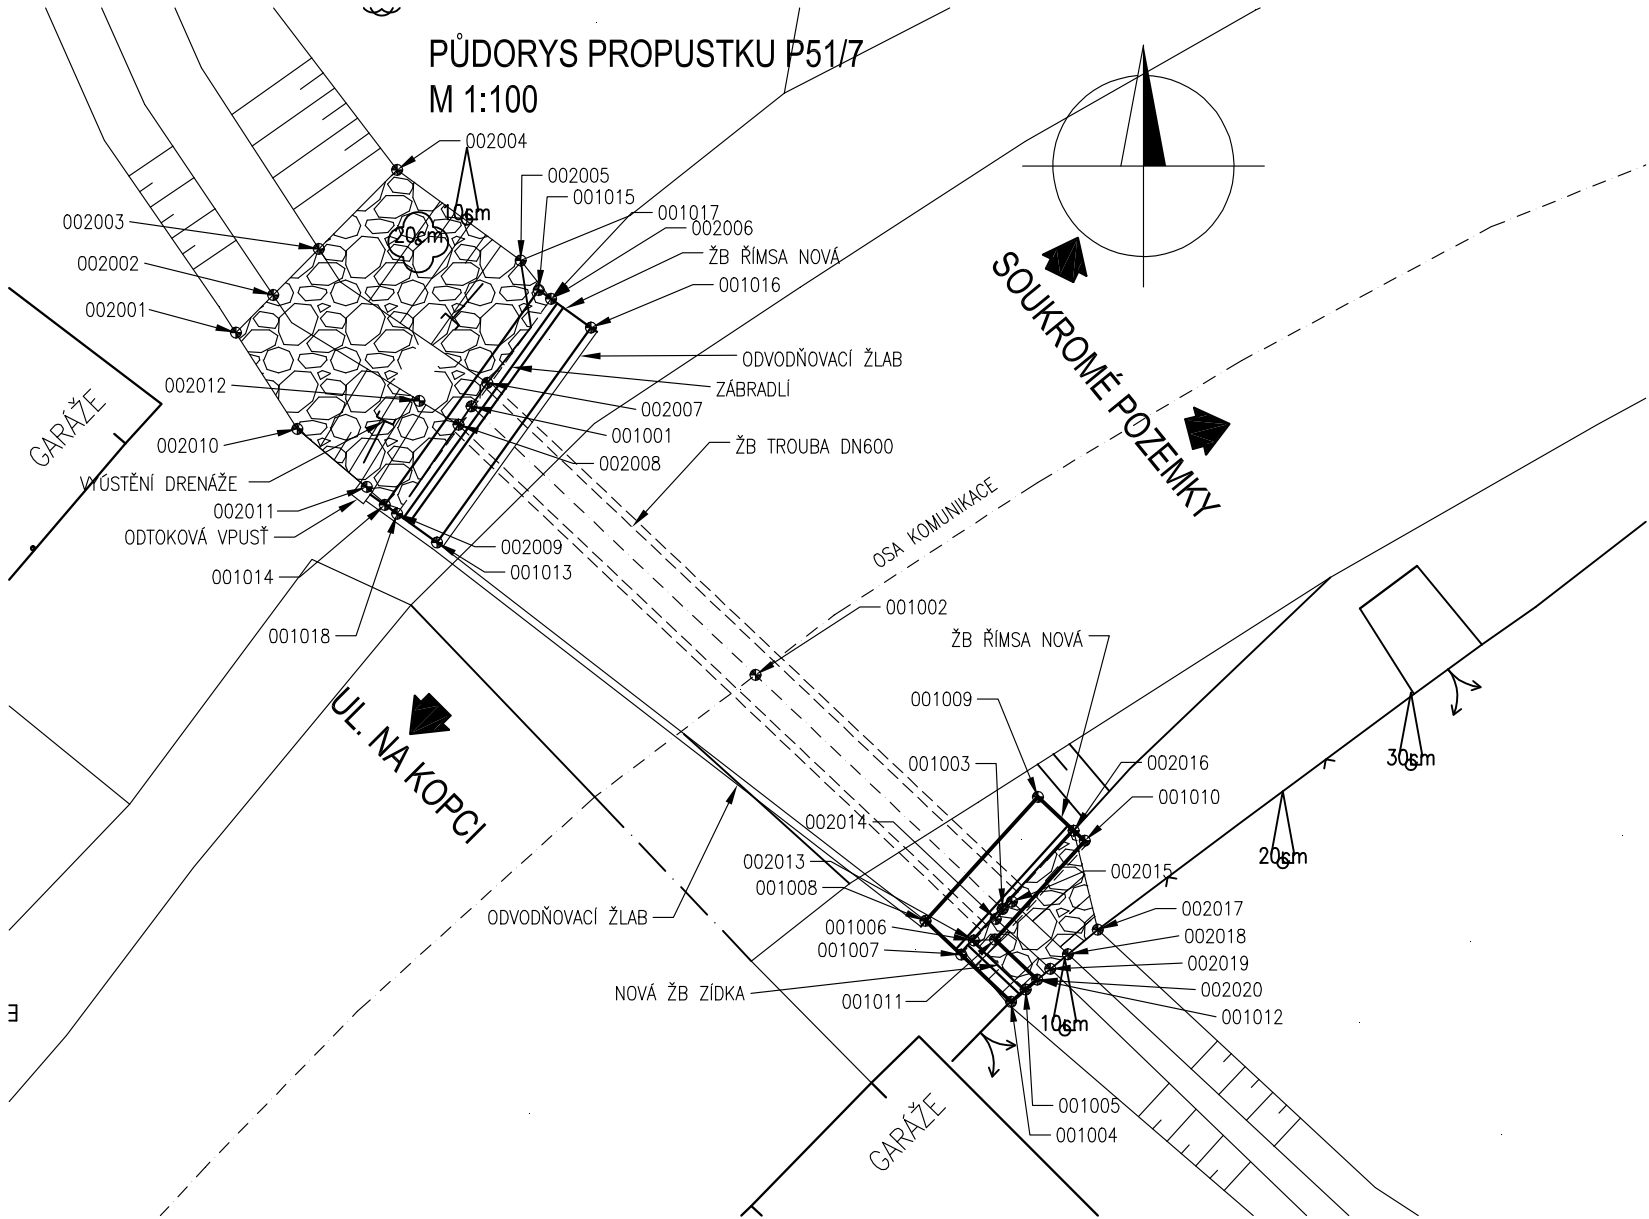 PŮDORYS PROPUSTKU P51/7
M 1:100
002004
002005
001015
001017
002006
ŽB ŘÍMSA NOVÁ
001016
10cm
20cm
002003
002002
002001
ODVODŇOVACÍ ŽLAB
ZÁBRADLÍ
002007
001001
002008
ŽB TROUBA DN600
002012
GARÁŽE
002010
VYÚSTĚNÍ DRENÁŽE
002011
ODTOKOVÁ VPUSŤ
001014
002009
001013
001018
SOUKROMÉ POZEMKY
OSA KOMUNIKACE
001002
ŽB ŘÍMSA NOVÁ
UL. NA KOPCI
001009
001003
002016
001010
002014
002013
001008
002015
30cm
20cm
ODVODŇOVACÍ ŽLAB
001006
001007
002017
002018
002019
002020
001012
NOVÁ ŽB ZÍDKA
001011
10cm
001005
001004
GARÁŽE
E